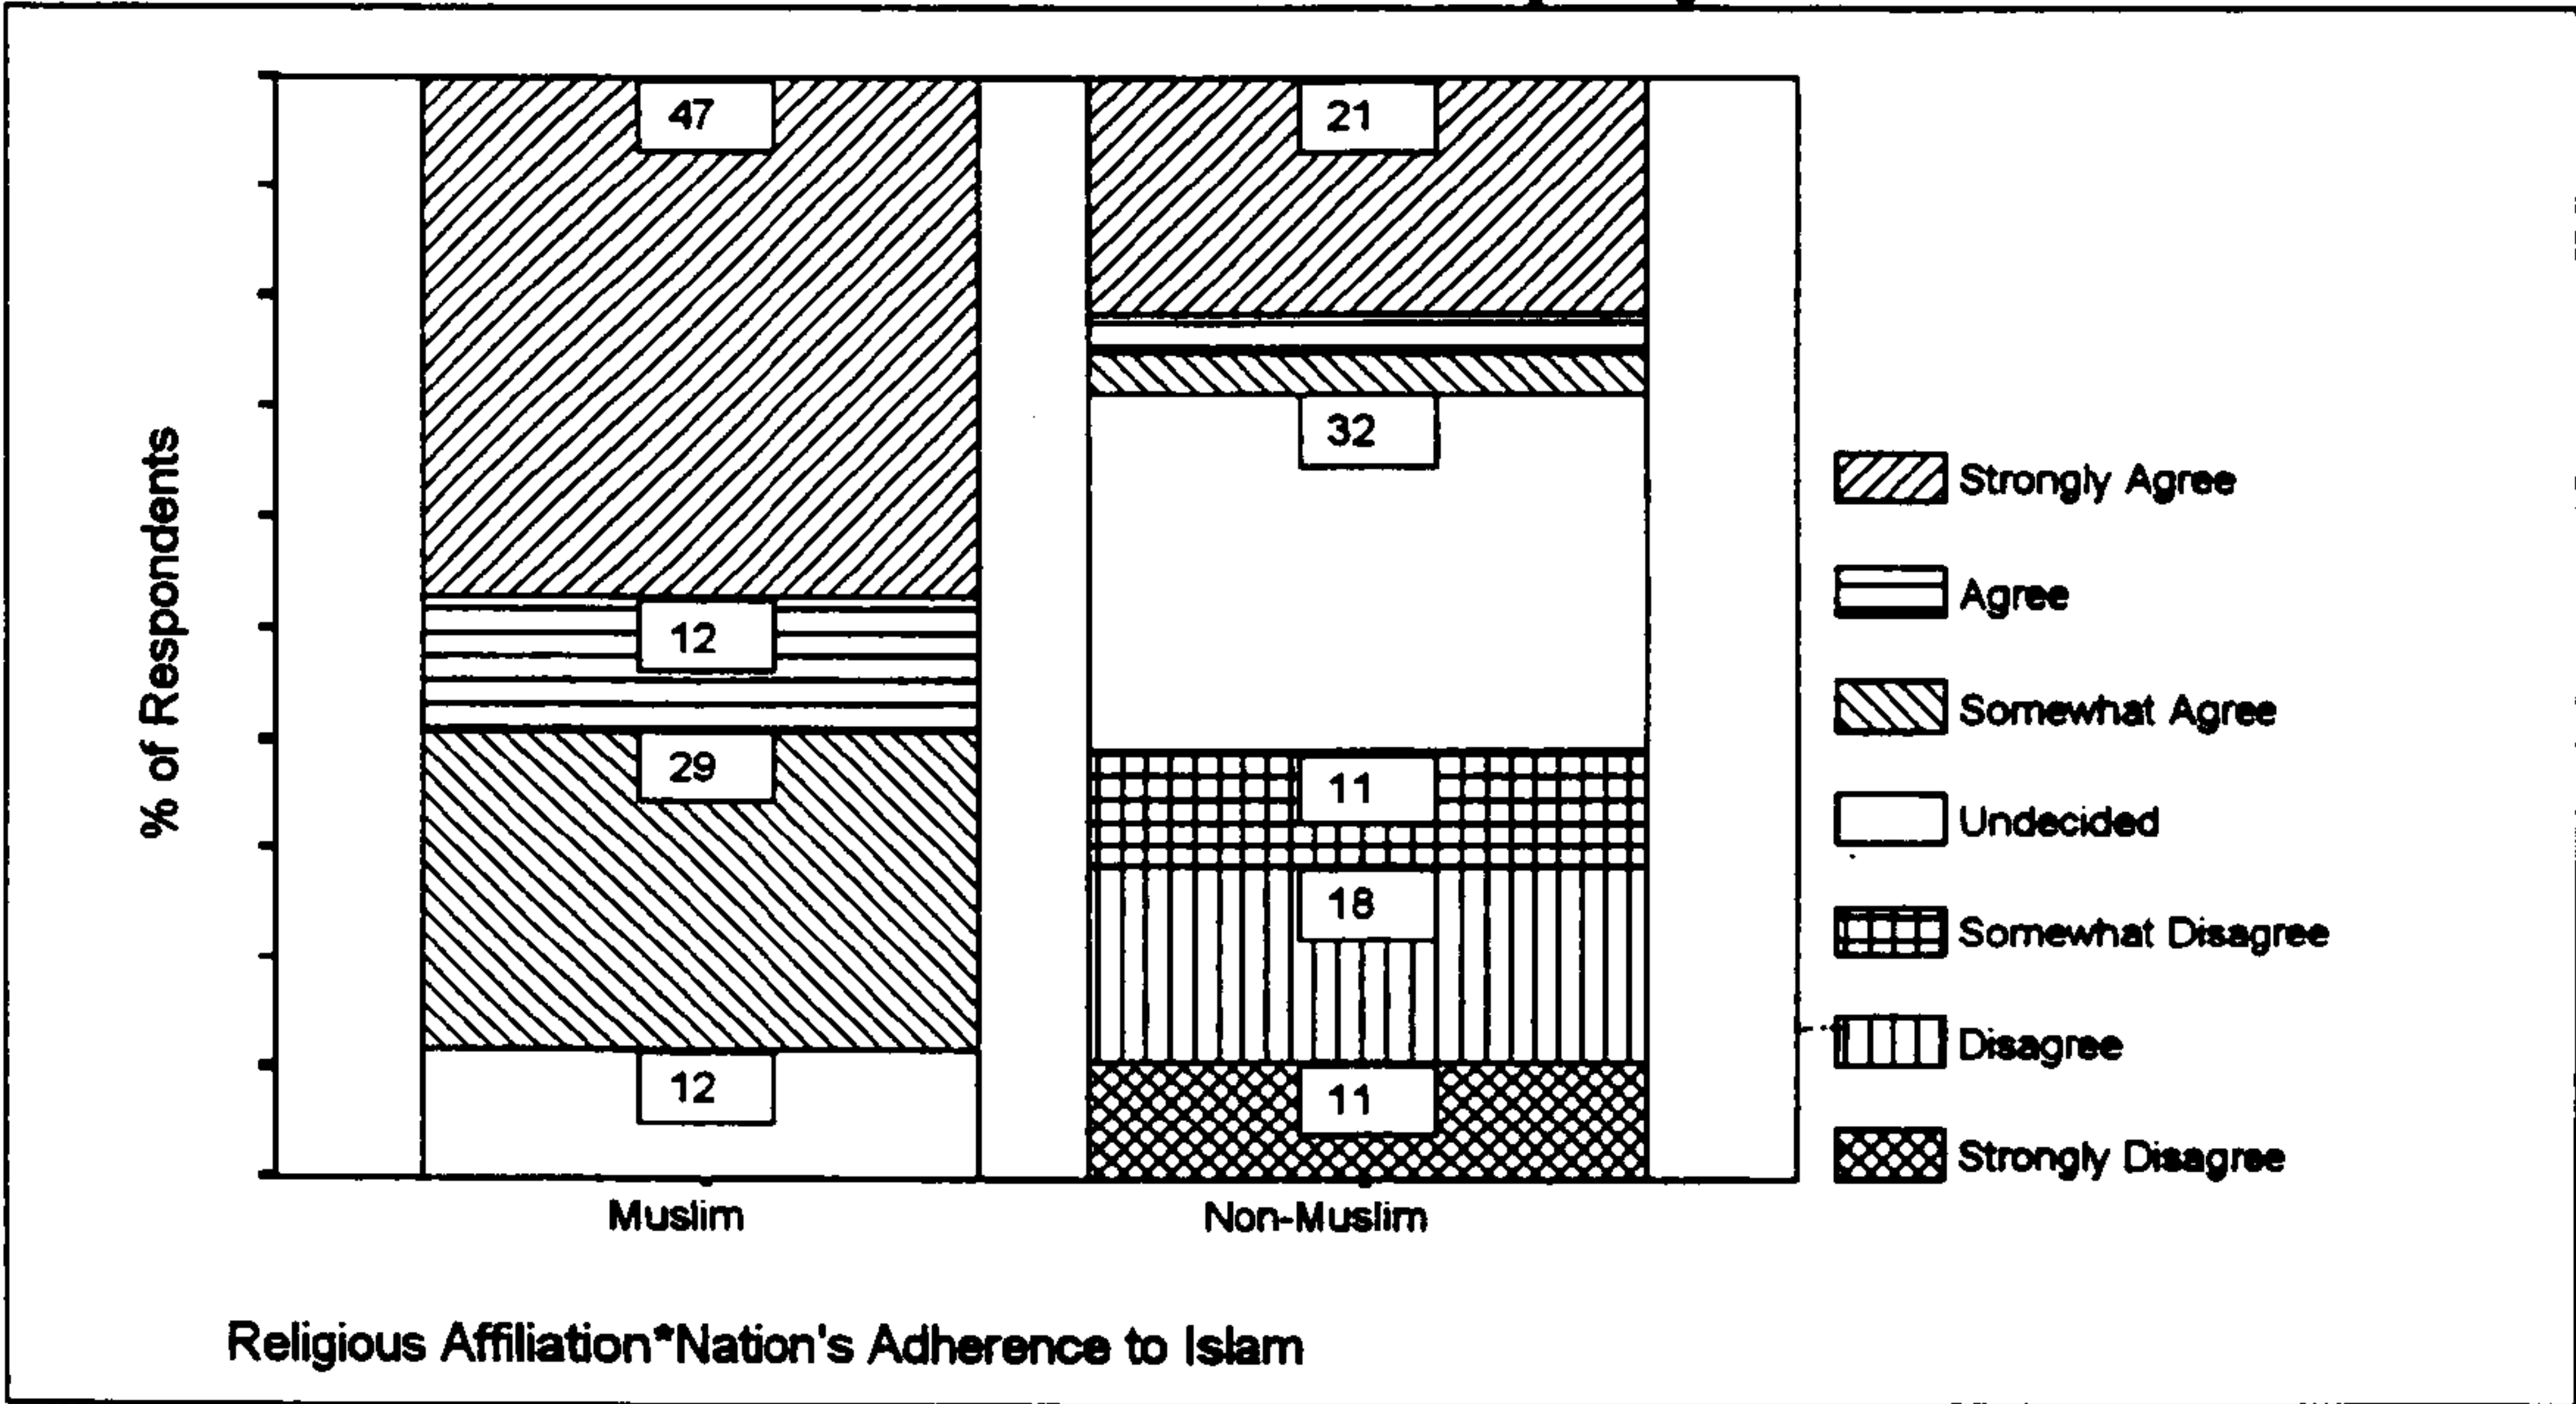 % of Respondents
47
12
29
12
21
32
11
18
11
Muslim
Non-Muslim
Strongly Agree
Agree
Somewhat Agree
Undecided
Somewhat Disagree
Disagree
Strongly Disagree
Religious Affiliation*Nation's Adherence to Islam